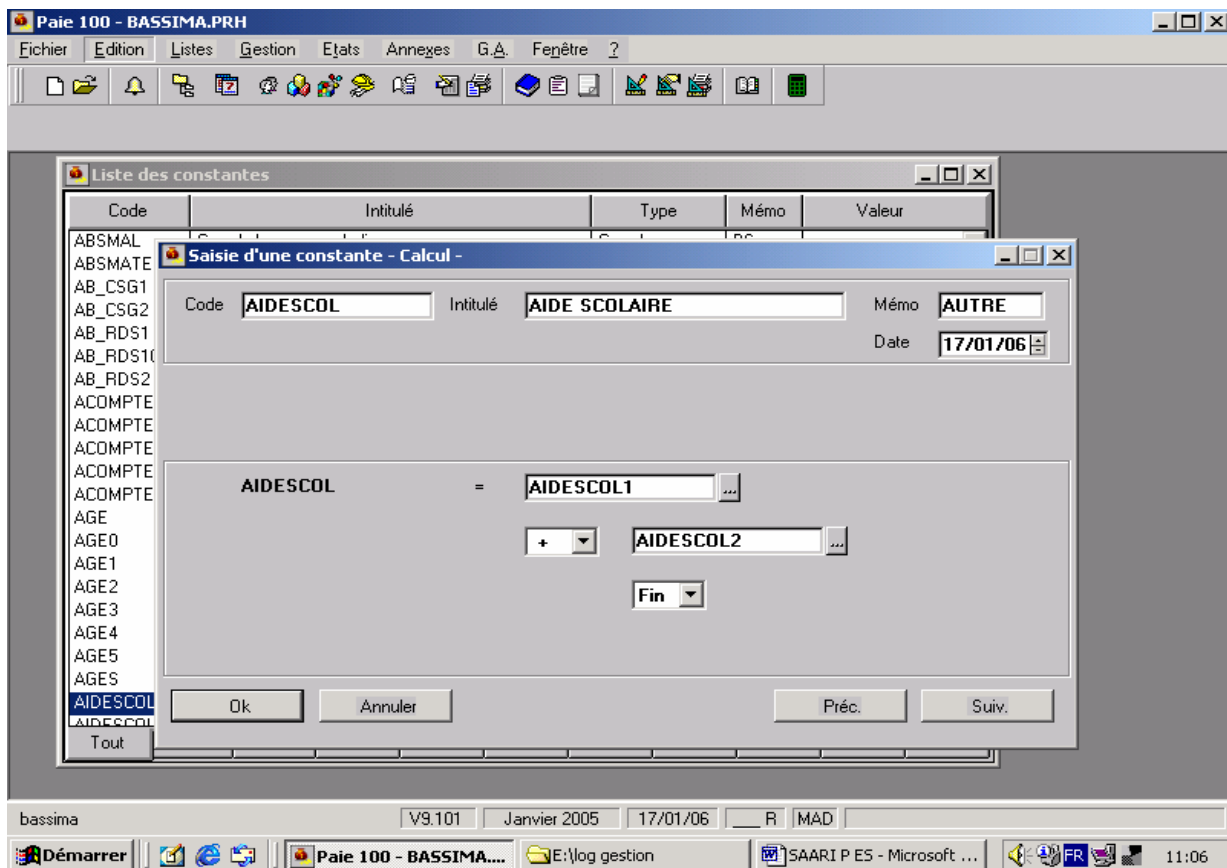 Paie 100 - BASSIMA.PRH
Fichier Edition Listes Gestion Etats Annexes G.A. Fenêtre ?
Liste des constantes
Code Intitulé Type Mémo Valeur
ABSMAL
ABSMATE
Saisie d'une constante - Calcul -
AB_CSG1
Code AIDESCOL Intitulé AIDE SCOLAIRE Mémo AUTRE
AB_CSG2
AB_RDS1
Date 17/01/06
AB_RDS10
AB_RDS2
ACOMPTE
ACOMPTE
ACOMPTE
ACOMPTE
ACOMPTE
AIDESCOL = AIDESCOL1 ...
AGE
AGE0
+ AIDESCOL2 ...
AGE1
AGE2
Fin
AGE3
AGE4
AGE5
AGES
AIDESCOL
Ok Annuler Préc. Suiv.
AIDESCOL
Tout
bassima V9.101 Janvier 2005 17/01/06 ___ R MAD
Démarrer Paie 100 - BASSIMA.... E:\log gestion SAARI P ES - Microsoft ... FR 11:06